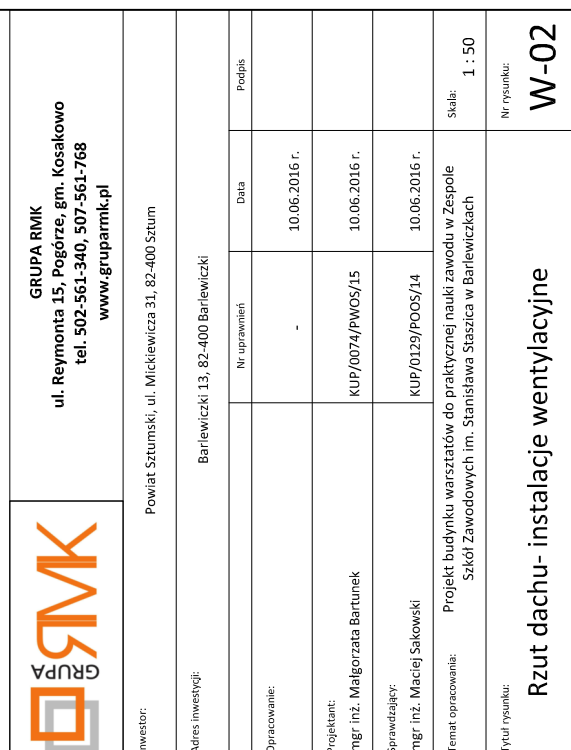 GRUPA
RMK
GRUPA RMK
ul. Reymonta 15, Pogórze, gm. Kosakowo
tel. 502-561-340, 507-561-768
www.gruparmk.pl
nwestor:
Powiat Sztumski, ul. Mickiewicza 31, 82-400 Sztum
Adres inwestycji:
Barlewiczki 13, 82-400 Barlewiczki
Nr uprawnień Data Podpis
Opracowanie:
- 10.06.2016 r.
Projektant:
mgr inż. Małgorzata Bartunek KUP/0074/PWOS/15 10.06.2016 r.
Sprawdzający:
mgr inż. Maciej Sakowski KUP/0129/POOS/14 10.06.2016 r.
Temat opracowania:
Projekt budynku warsztatów do praktycznej nauki zawodu w Zespole
Szkół Zawodowych im. Stanisława Staszica w Barlewiczkach
Skala:
1 : 50
Tytuł rysunku:
Rzut dachu- instalacje wentylacyjne
Nr rysunku:
W-02